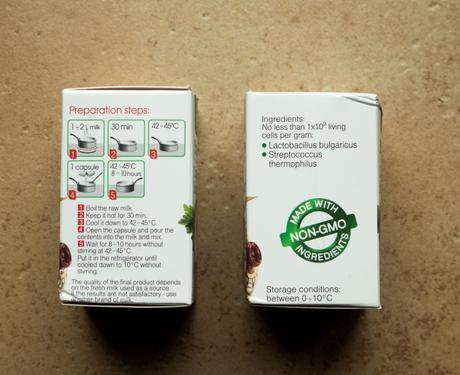 Preparation steps:
1÷2 l milk
30 min
42÷45°C
1
2
3
1 capsule
42÷45°C
8÷10hours
4
5
1 Boil the raw milk.
2 Keep it hot for 30 min.
3 Cool it down to 42÷45°C.
4 Open the capsule and pour the
contents into the milk and mix.
5 Wait for 8÷10 hours without
stirring at 42÷45°C.
Put it in the refrigerator until
cooled down to 10°C without
stirring.
The quality of the final product depends
on the fresh milk used as a source.
If the results are not satisfactory - use
another brand of milk.
Ingredients:
No less than 1x10⁹ living
cells per gram:
Lactobacillus bulgaricus
Streptococcus
thermophilus
MADE WITH
NON-GMO
INGREDIENTS
Storage conditions:
between 0÷10°C